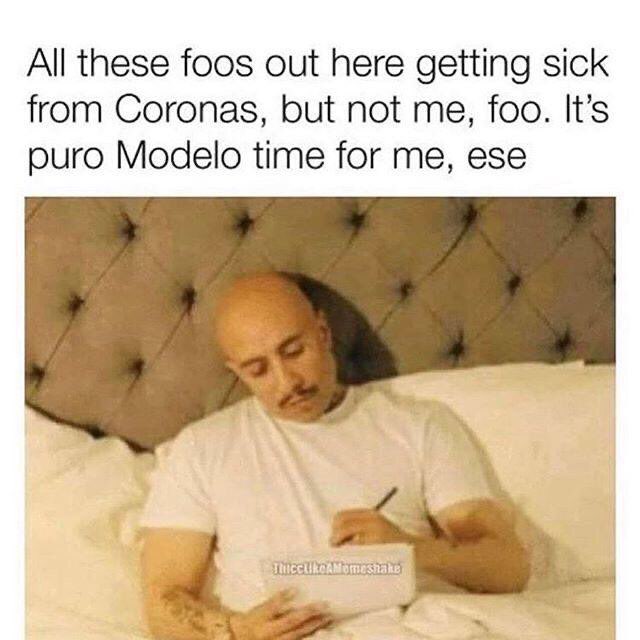 All these foos out here getting sick
from Coronas, but not me, foo. It's
puro Modelo time for me, ese
ThiccLikeAMemeshake